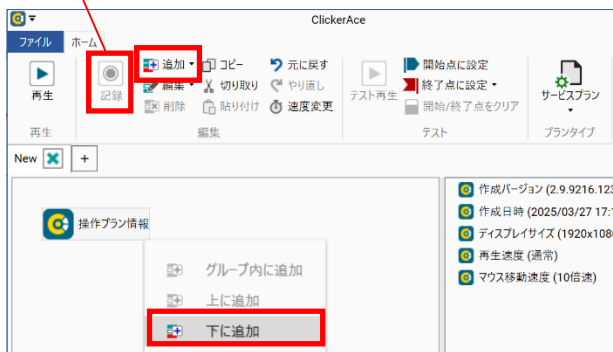 ClickerAce
ファイル ホーム
追加 コピー 元に戻す 開始点に設定
再生 記録 編集 切り取り やり直し テスト再生 終了点に設定 サービスプラン
削除 貼り付け 速度変更 開始/終了点をクリア
再生 編集 テスト プランタイプ
New +
作成バージョン (2.9.9216.123
操作プラン情報 作成日時 (2025/03/27 17:1
ディスプレイサイズ (1920x108
グループ内に追加 再生速度 (通常)
マウス移動速度 (10倍速)
上に追加
下に追加